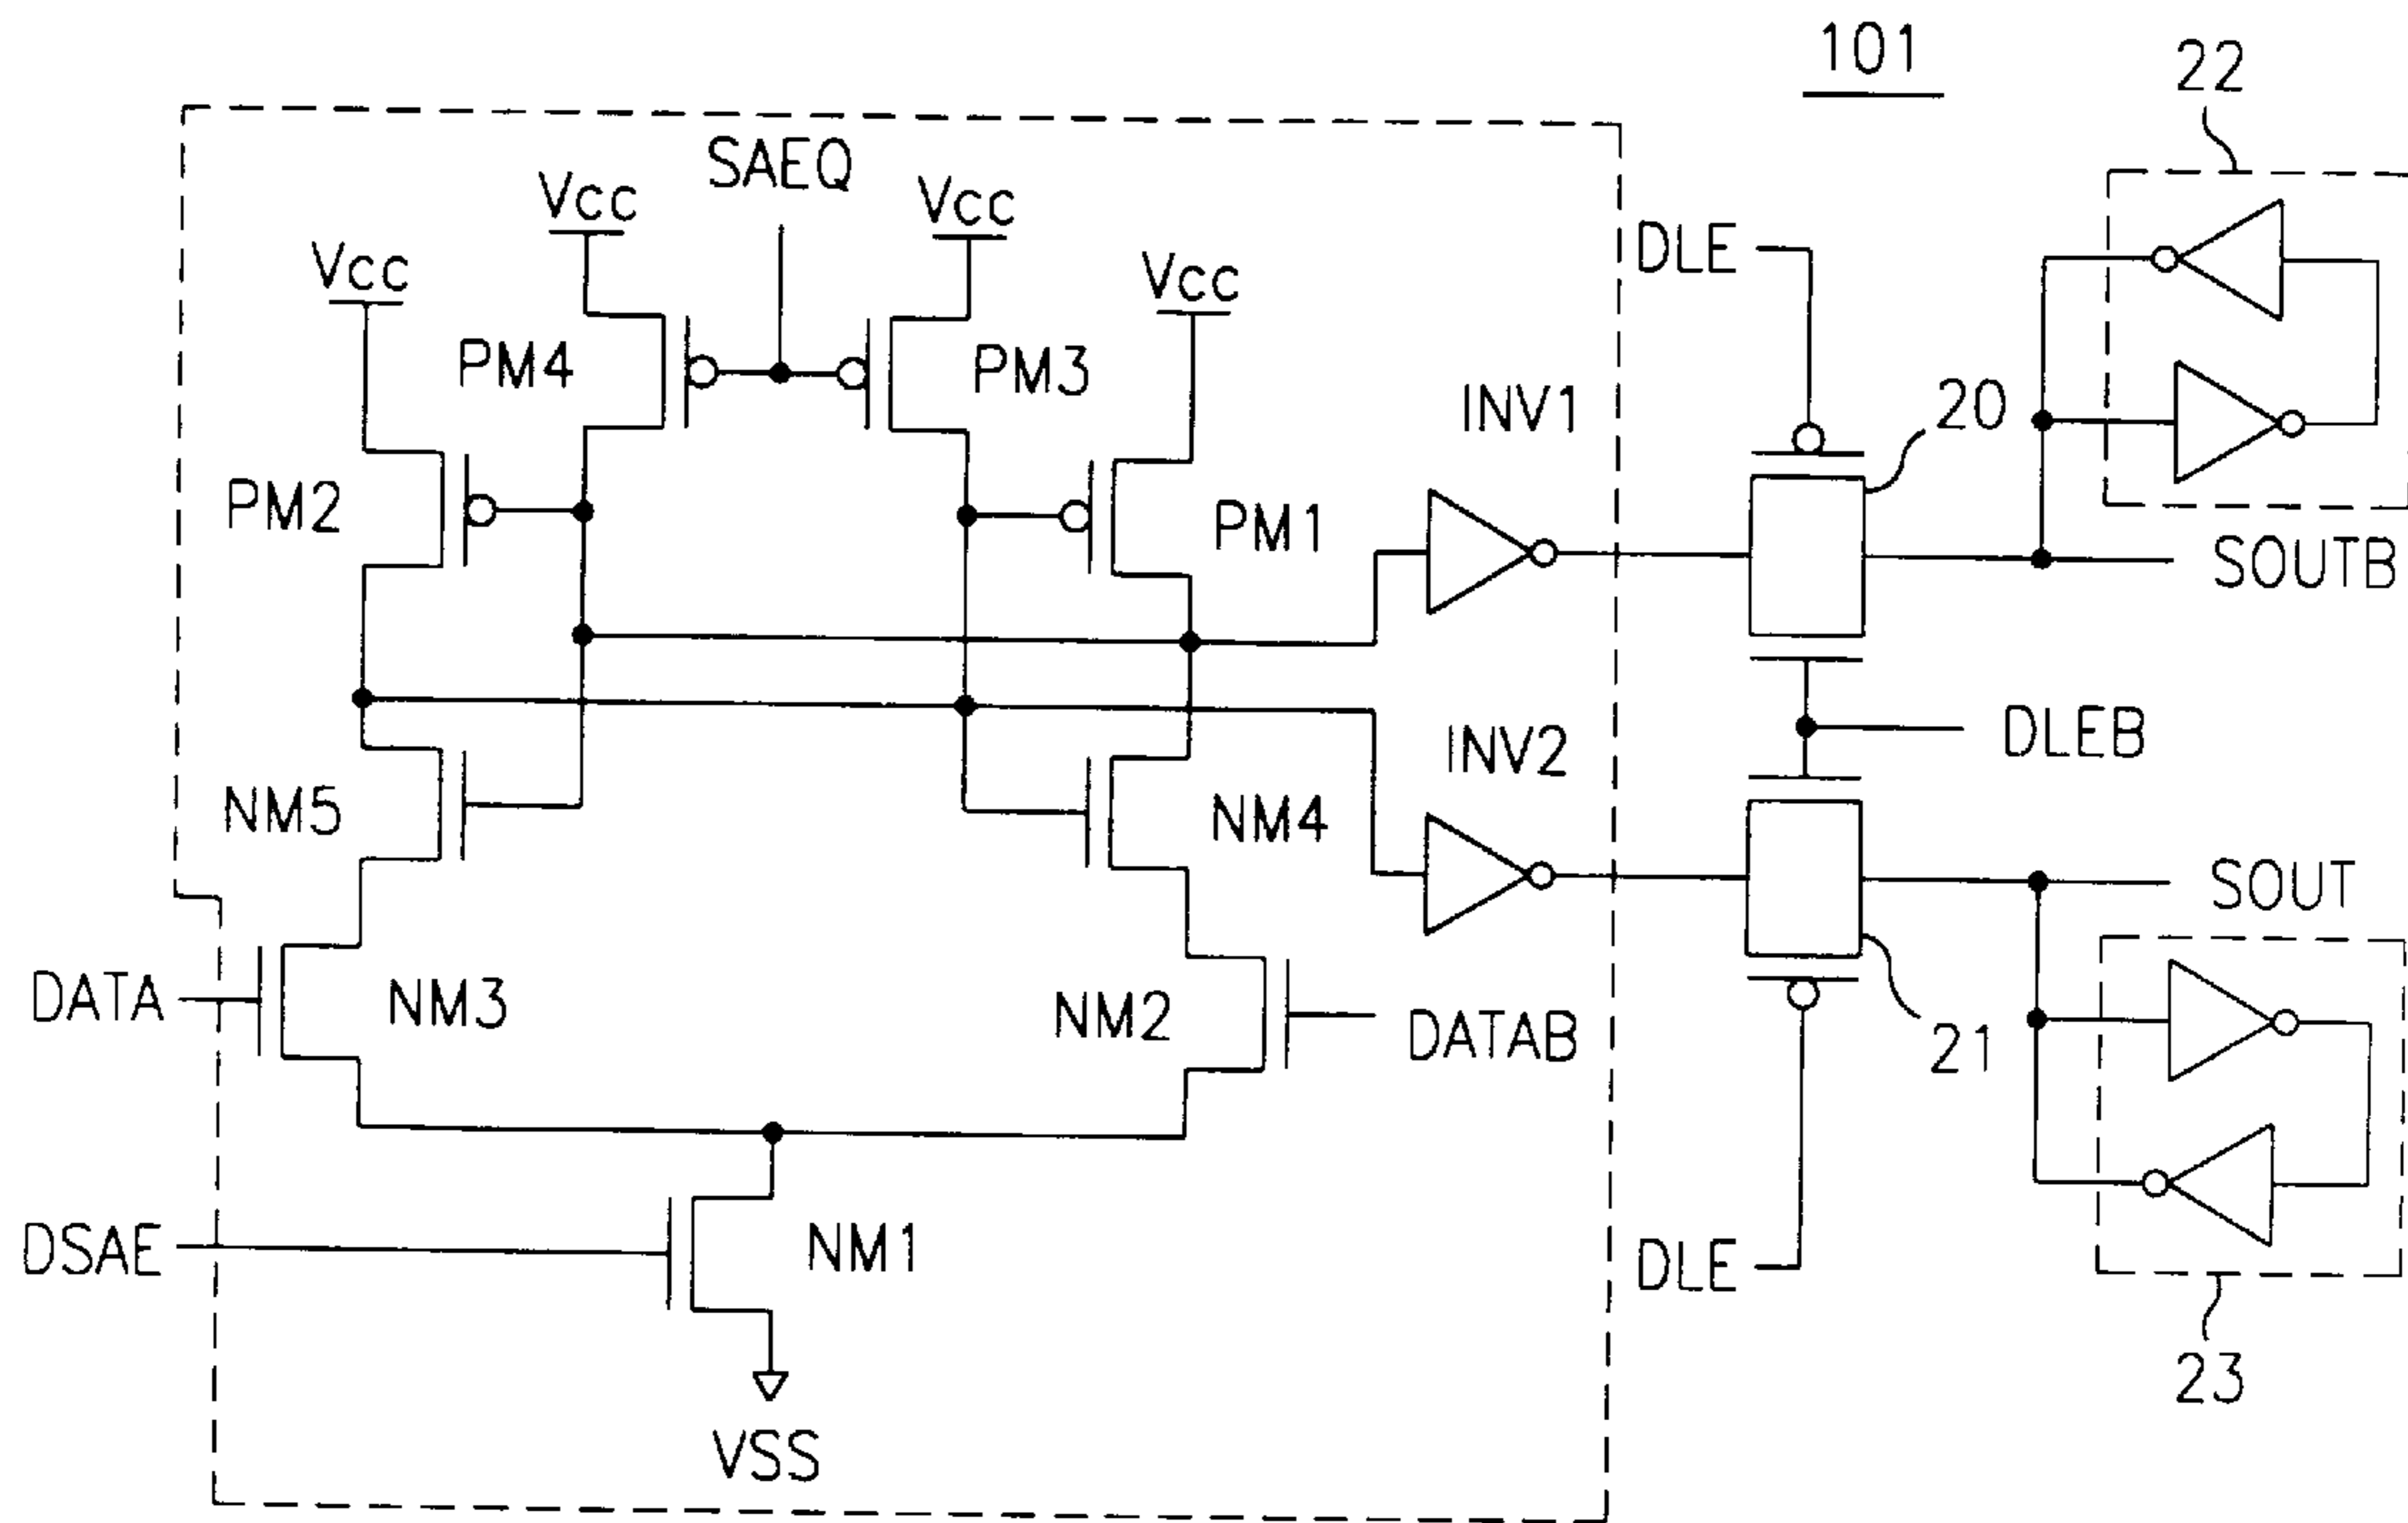 101
22
SAEQ
Vcc
Vcc
DLE
Vcc
Vcc
PM4
PM3
INV1
20
PM2
PM1
SOUTB
DLEB
INV2
NM5
NM4
SOUT
DATA
NM3
NM2
DATAB
21
DSAE
NM1
DLE
23
VSS